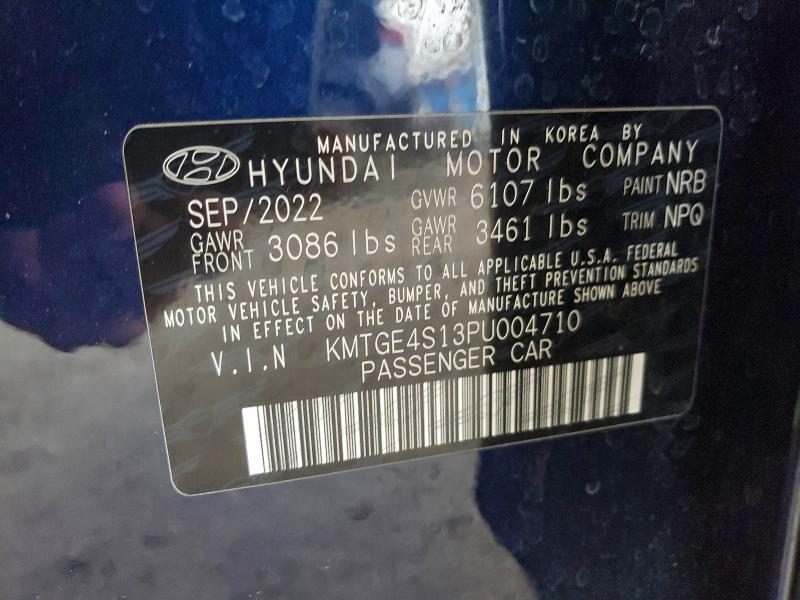 MANUFACTURED IN KOREA BY
HYUNDAI MOTOR COMPANY
SEP/2022 GVWR 6107 lbs PAINT NRB
GAWR FRONT 3086 lbs GAWR REAR 3461 lbs TRIM NPQ
THIS VEHICLE CONFORMS TO ALL APPLICABLE U.S.A. FEDERAL
MOTOR VEHICLE SAFETY, BUMPER, AND THEFT PREVENTION STANDARDS
IN EFFECT ON THE DATE OF MANUFACTURE SHOWN ABOVE
V.I.N KMTGE4S13PU004710
PASSENGER CAR